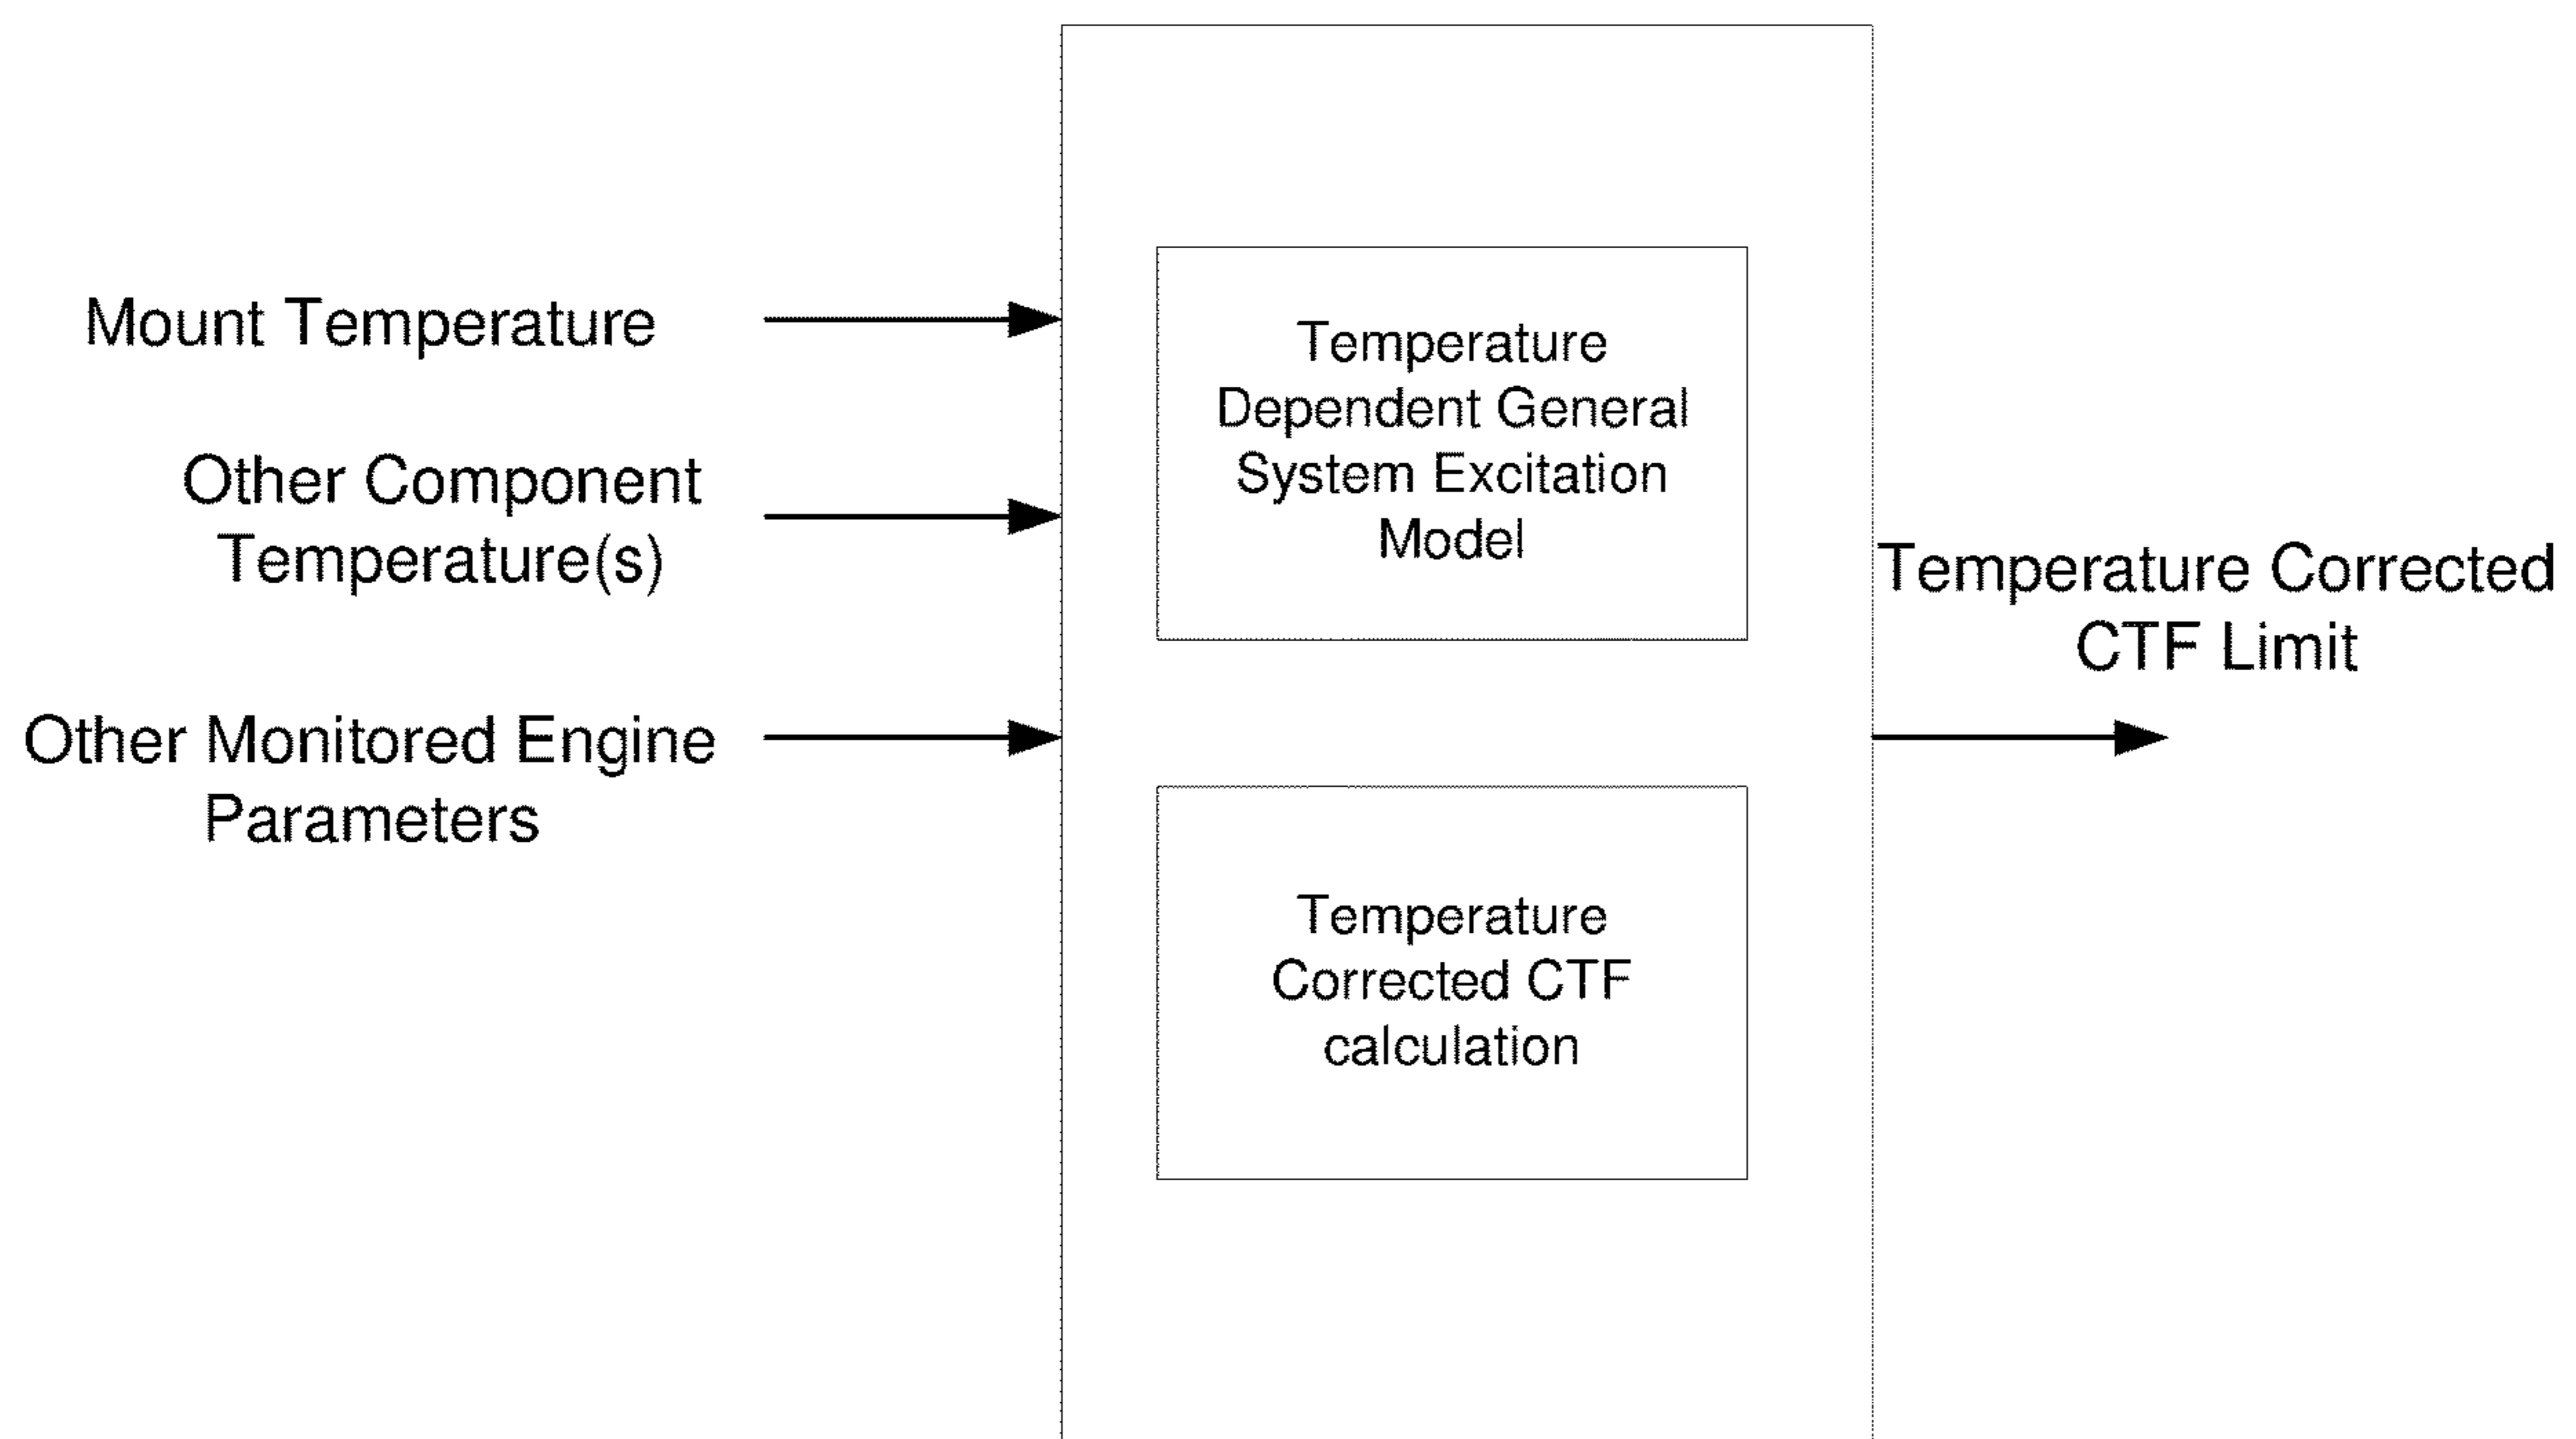 Mount Temperature
Other Component
Temperature(s)
Other Monitored Engine
Parameters
Temperature
Dependent General
System Excitation
Model
Temperature
Corrected CTF
calculation
Temperature Corrected
CTF Limit